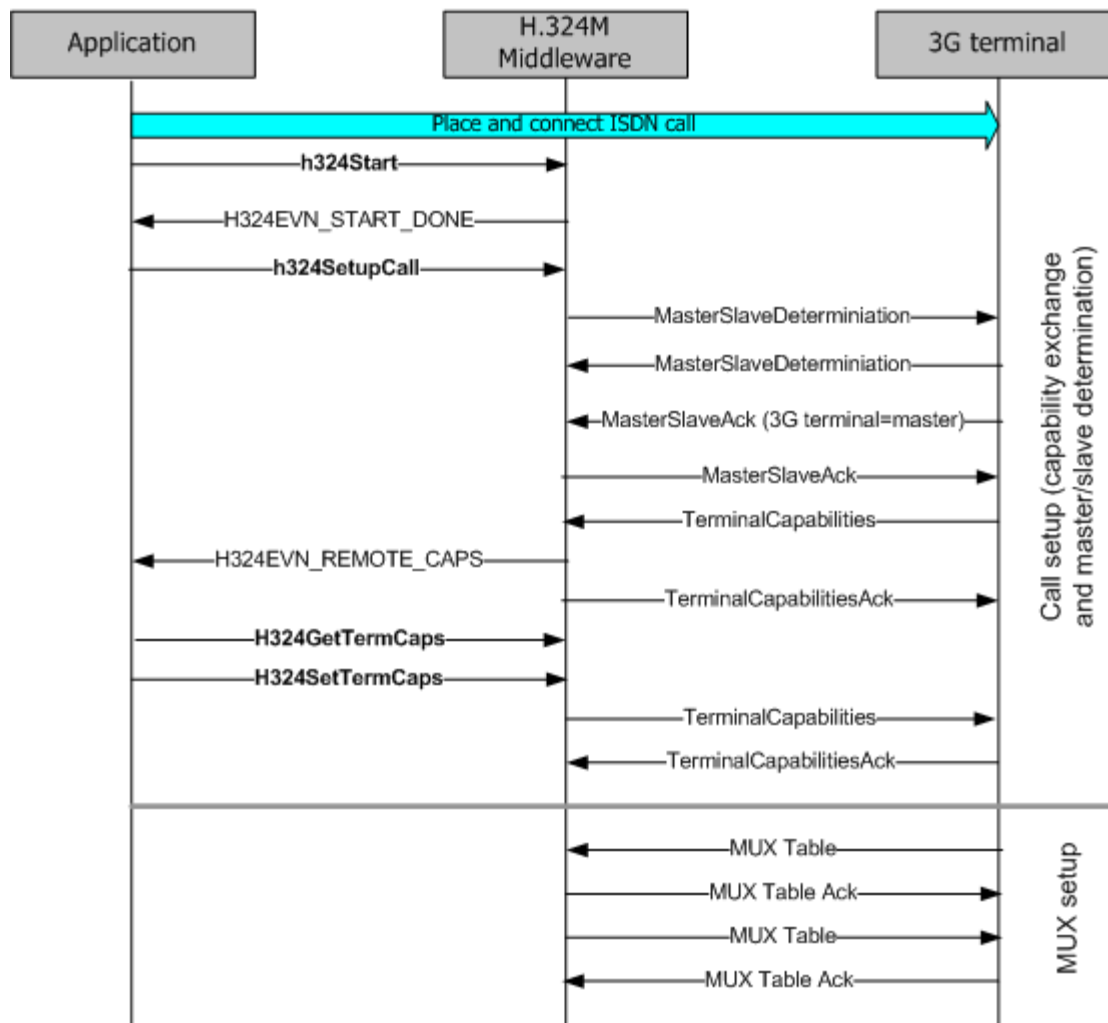 Application
H.324M
Middleware
3G terminal
Place and connect ISDN call
h324Start
H324EVN_START_DONE
h324SetupCall
MasterSlaveDeterminiation
MasterSlaveDeterminiation
MasterSlaveAck (3G terminal=master)
MasterSlaveAck
TerminalCapabilities
H324EVN_REMOTE_CAPS
TerminalCapabilitiesAck
H324GetTermCaps
H324SetTermCaps
TerminalCapabilities
TerminalCapabilitiesAck
Call setup (capability exchange
and master/slave determination)
MUX Table
MUX Table Ack
MUX Table
MUX Table Ack
MUX setup